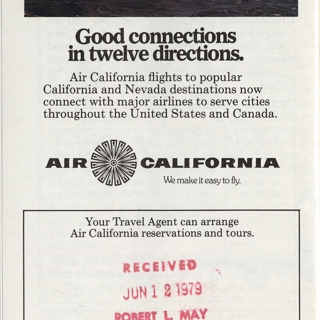 Good connections
in twelve directions.
Air California flights to popular
California and Nevada destinations now
connect with major airlines to serve cities
throughout the United States and Canada.
AIR CALIFORNIA
We make it easy to fly.
Your Travel Agent can arrange
Air California reservations and tours.
RECEIVED
JUN 12 1979
ROBERT L. MAY